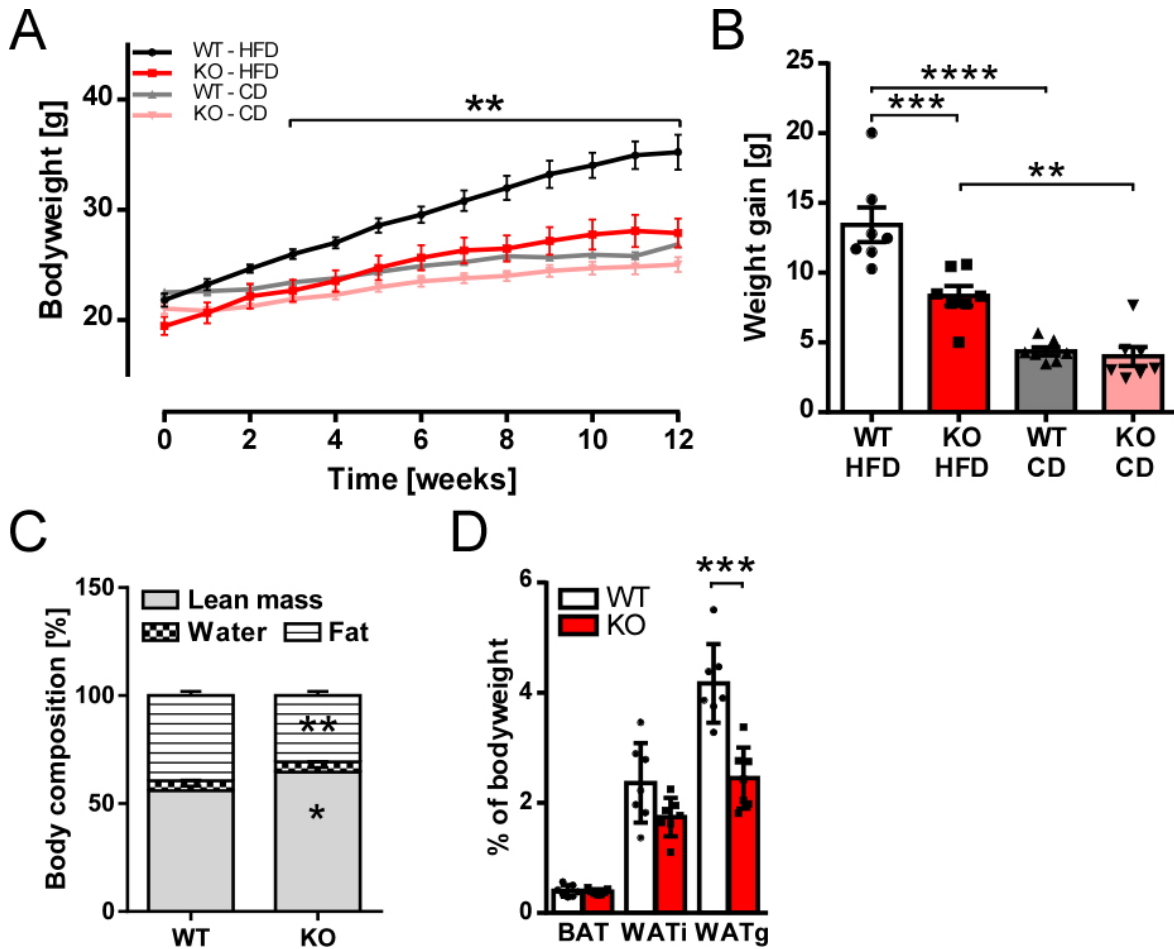 A
WT - HFD
KO - HFD
WT - CD
KO - CD
**
40
30
20
Bodyweight [g]
0 2 4 6 8 10 12
Time [weeks]
B
25
20
15
10
5
0
Weight gain [g]
****
***
**
WT KO WT KO
HFD HFD CD CD
C
150
100
50
0
Body composition [%]
Lean mass
Water Fat
**
*
WT KO
D
6
4
2
0
% of bodyweight
WT
KO
***
BAT WATi WATg